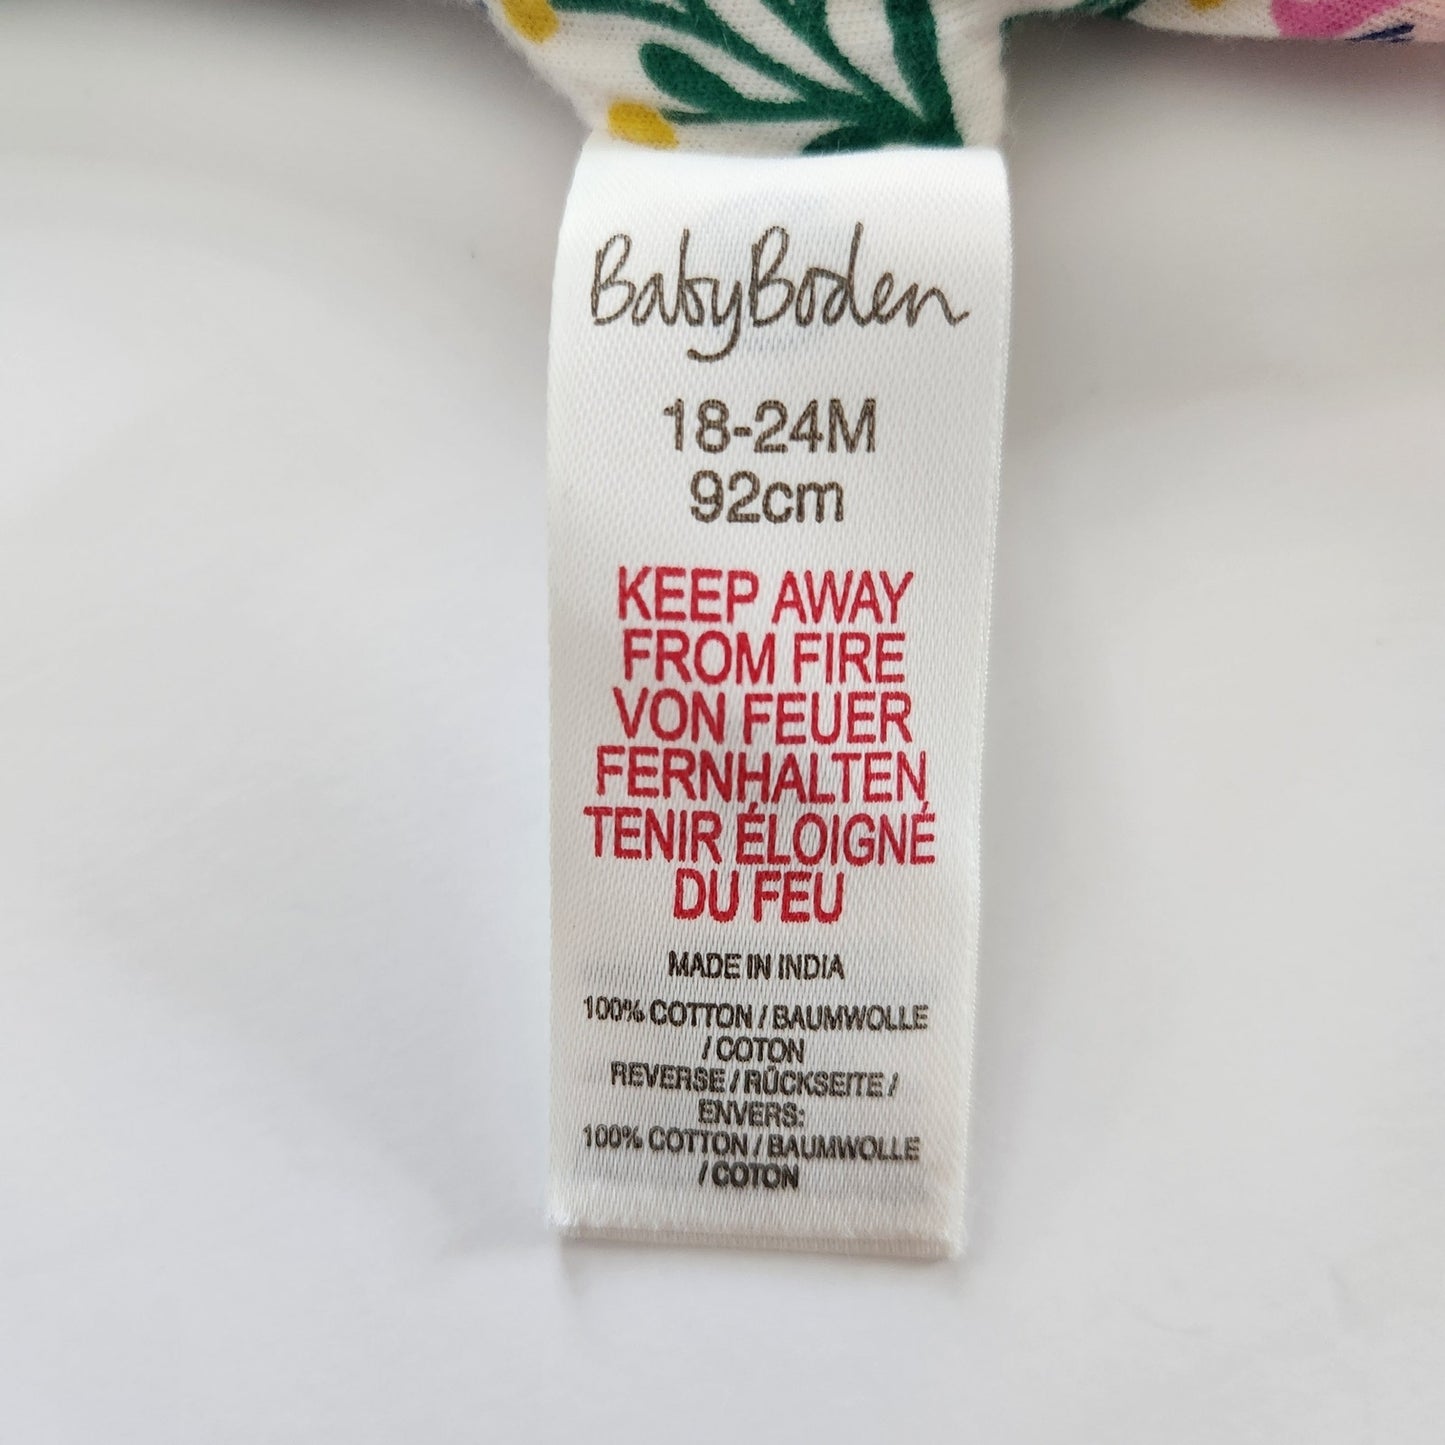 BabyBoden
18-24M
92cm
KEEP AWAY
FROM FIRE
VON FEUER
FERNHALTEN
TENIR ÉLOIGNÉ
DU FEU
MADE IN INDIA
100% COTTON / BAUMWOLLE
/ COTON
REVERSE / RÜCKSEITE /
ENVERS:
100% COTTON / BAUMWOLLE
/ COTON